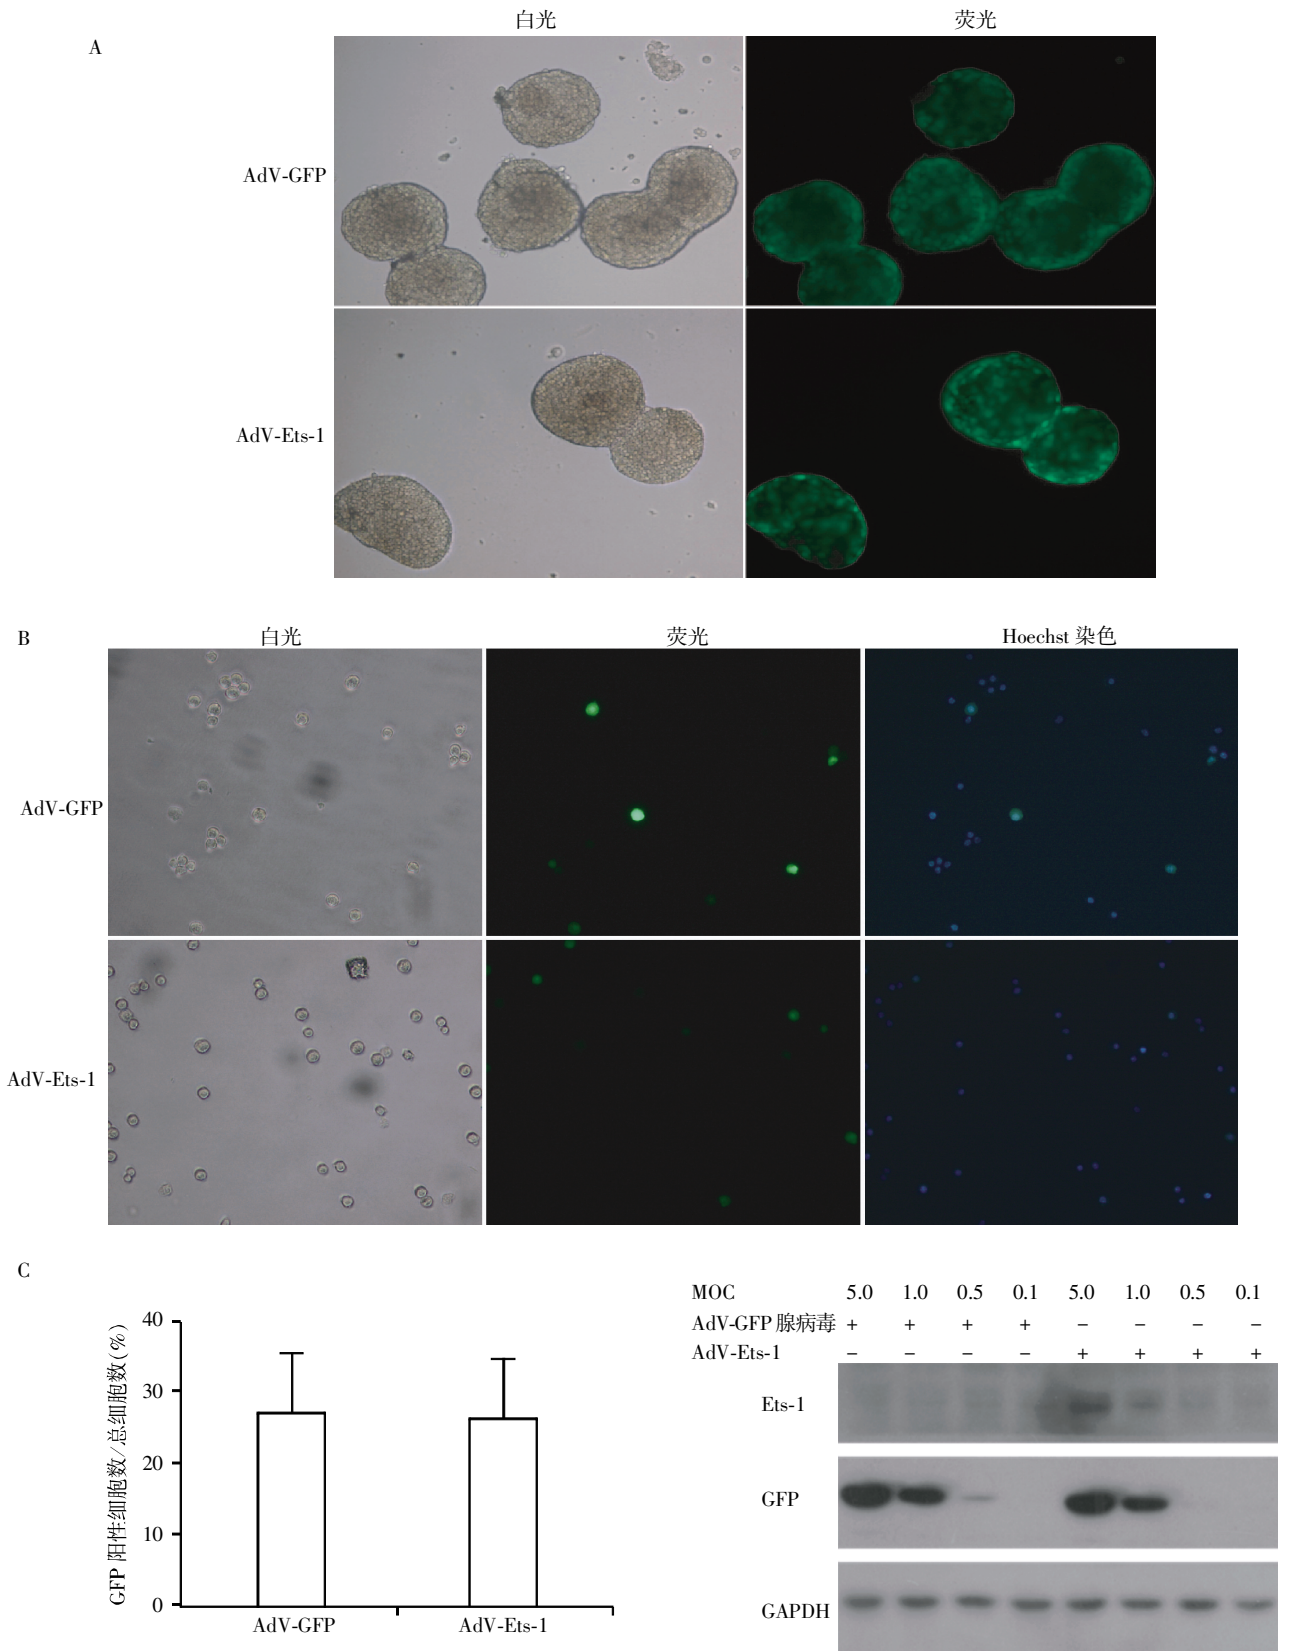 A
白光 荧光
AdV-GFP
AdV-Ets-1
B
白光 荧光 Hoechst 染色
AdV-GFP
AdV-Ets-1
C
GFP 阳性细胞数/总细胞数(%)
40
30
20
10
0
AdV-GFP AdV-Ets-1
MOC 5.0 1.0 0.5 0.1 5.0 1.0 0.5 0.1
AdV-GFP 腺病毒 + + + + − − − −
AdV-Ets-1 − − − − + + + +
Ets-1
GFP
GAPDH